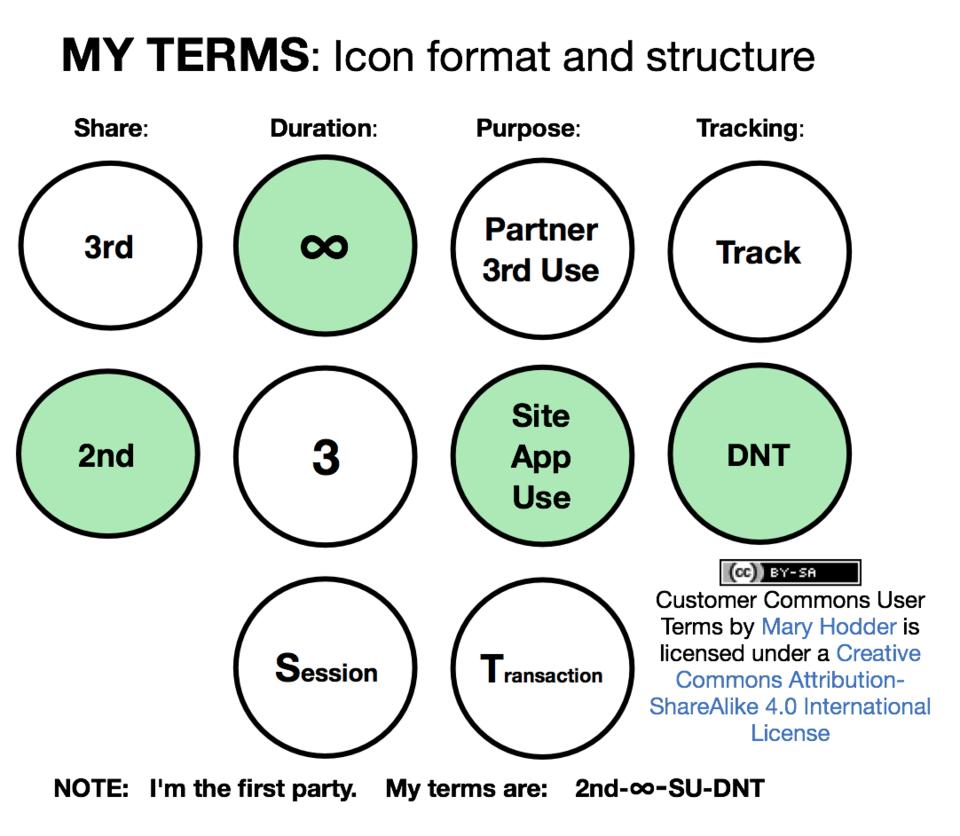 MY TERMS: Icon format and structure
Share: Duration: Purpose: Tracking:
3rd
∞
Partner
3rd Use
Track
2nd
3
Site
App
Use
DNT
Session
Transaction
(cc) BY-SA
Customer Commons User
Terms by Mary Hodder is
licensed under a Creative
Commons Attribution-
ShareAlike 4.0 International
License
NOTE: I'm the first party. My terms are: 2nd-∞-SU-DNT